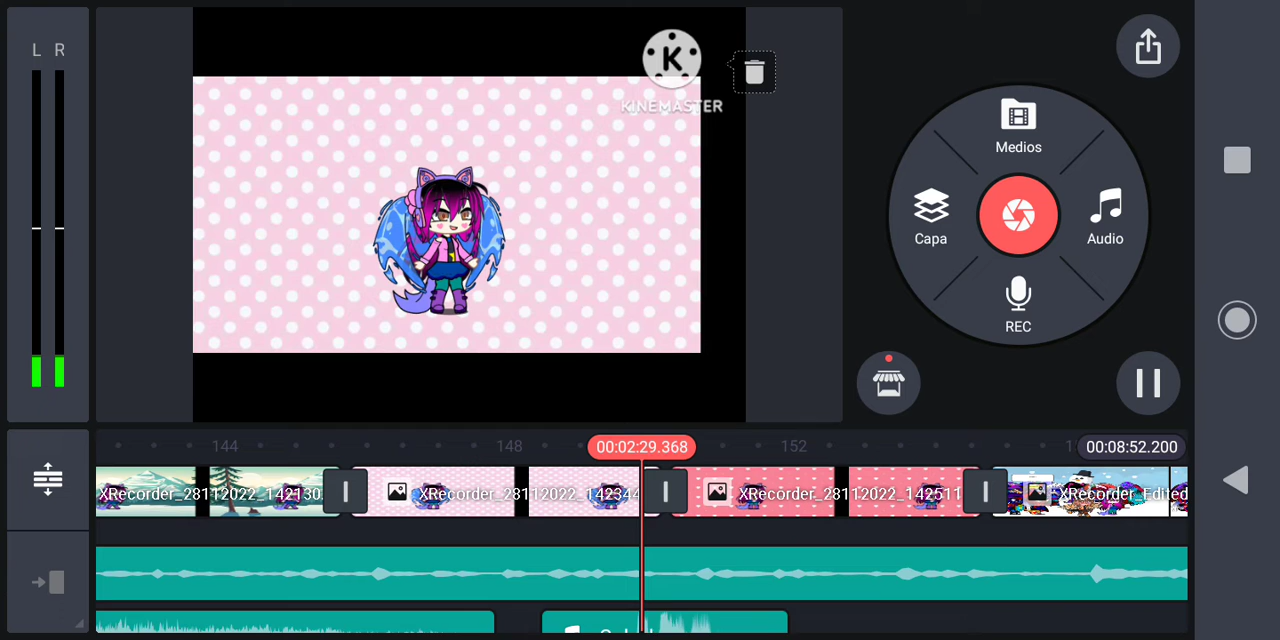 L R
KINEMASTER
Medios
Capa
Audio
REC
144
148
00:02:29.368
152
00:08:52.200
XRecorder_28112022_142130
XRecorder_28112022_142344
XRecorder_28112022_142511
XRecorder_Edited